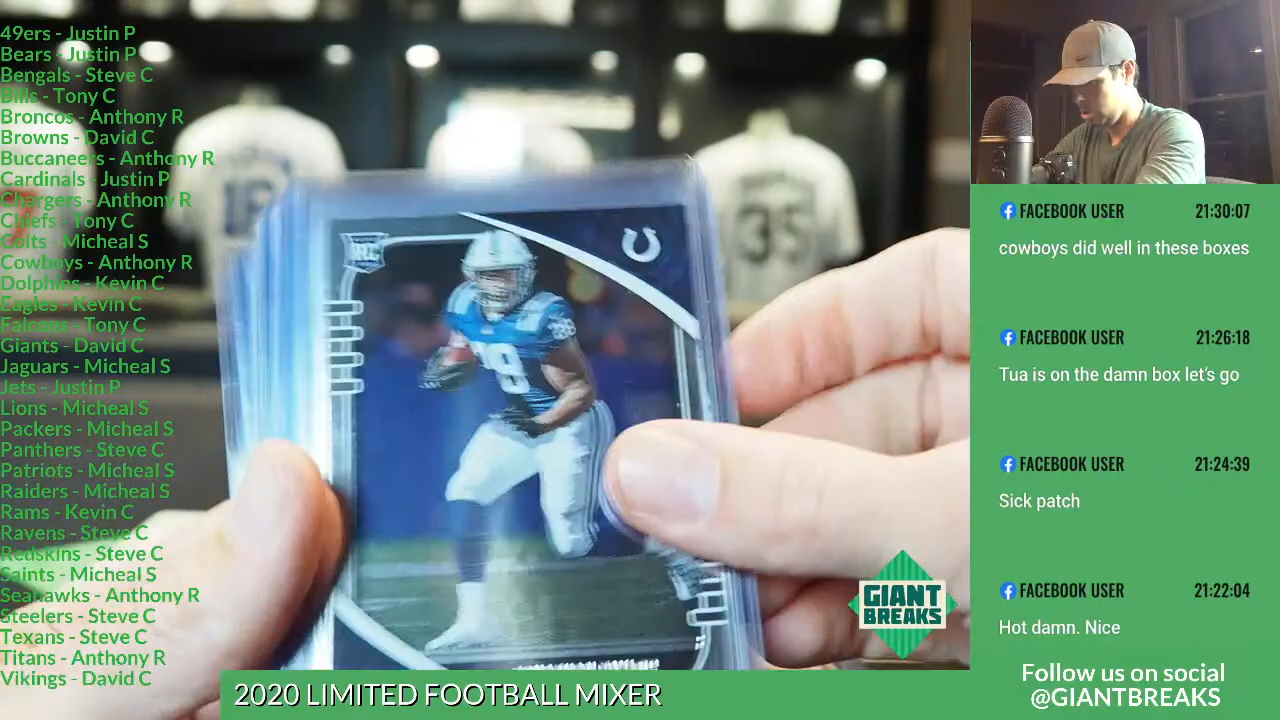 49ers - Justin P
Bears - Justin P
Bengals - Steve C
Bills - Tony C
Broncos - Anthony R
Browns - David C
Buccaneers - Anthony R
Cardinals - Justin P
Chargers - Anthony R
Chiefs - Tony C
Colts - Micheal S
Cowboys - Anthony R
Dolphins - Kevin C
Eagles - Kevin C
Falcons - Tony C
Giants - David C
Jaguars - Micheal S
Jets - Justin P
Lions - Micheal S
Packers - Micheal S
Panthers - Steve C
Patriots - Micheal S
Raiders - Micheal S
Rams - Kevin C
Ravens - Steve C
Redskins - Steve C
Saints - Micheal S
Seahawks - Anthony R
Steelers - Steve C
Texans - Steve C
Titans - Anthony R
Vikings - David C
RC
35
GIANT
BREAKS
2020 LIMITED FOOTBALL MIXER
FACEBOOK USER 21:30:07
cowboys did well in these boxes
FACEBOOK USER 21:26:18
Tua is on the damn box let's go
FACEBOOK USER 21:24:39
Sick patch
FACEBOOK USER 21:22:04
Hot damn. Nice
Follow us on social
@GIANTBREAKS